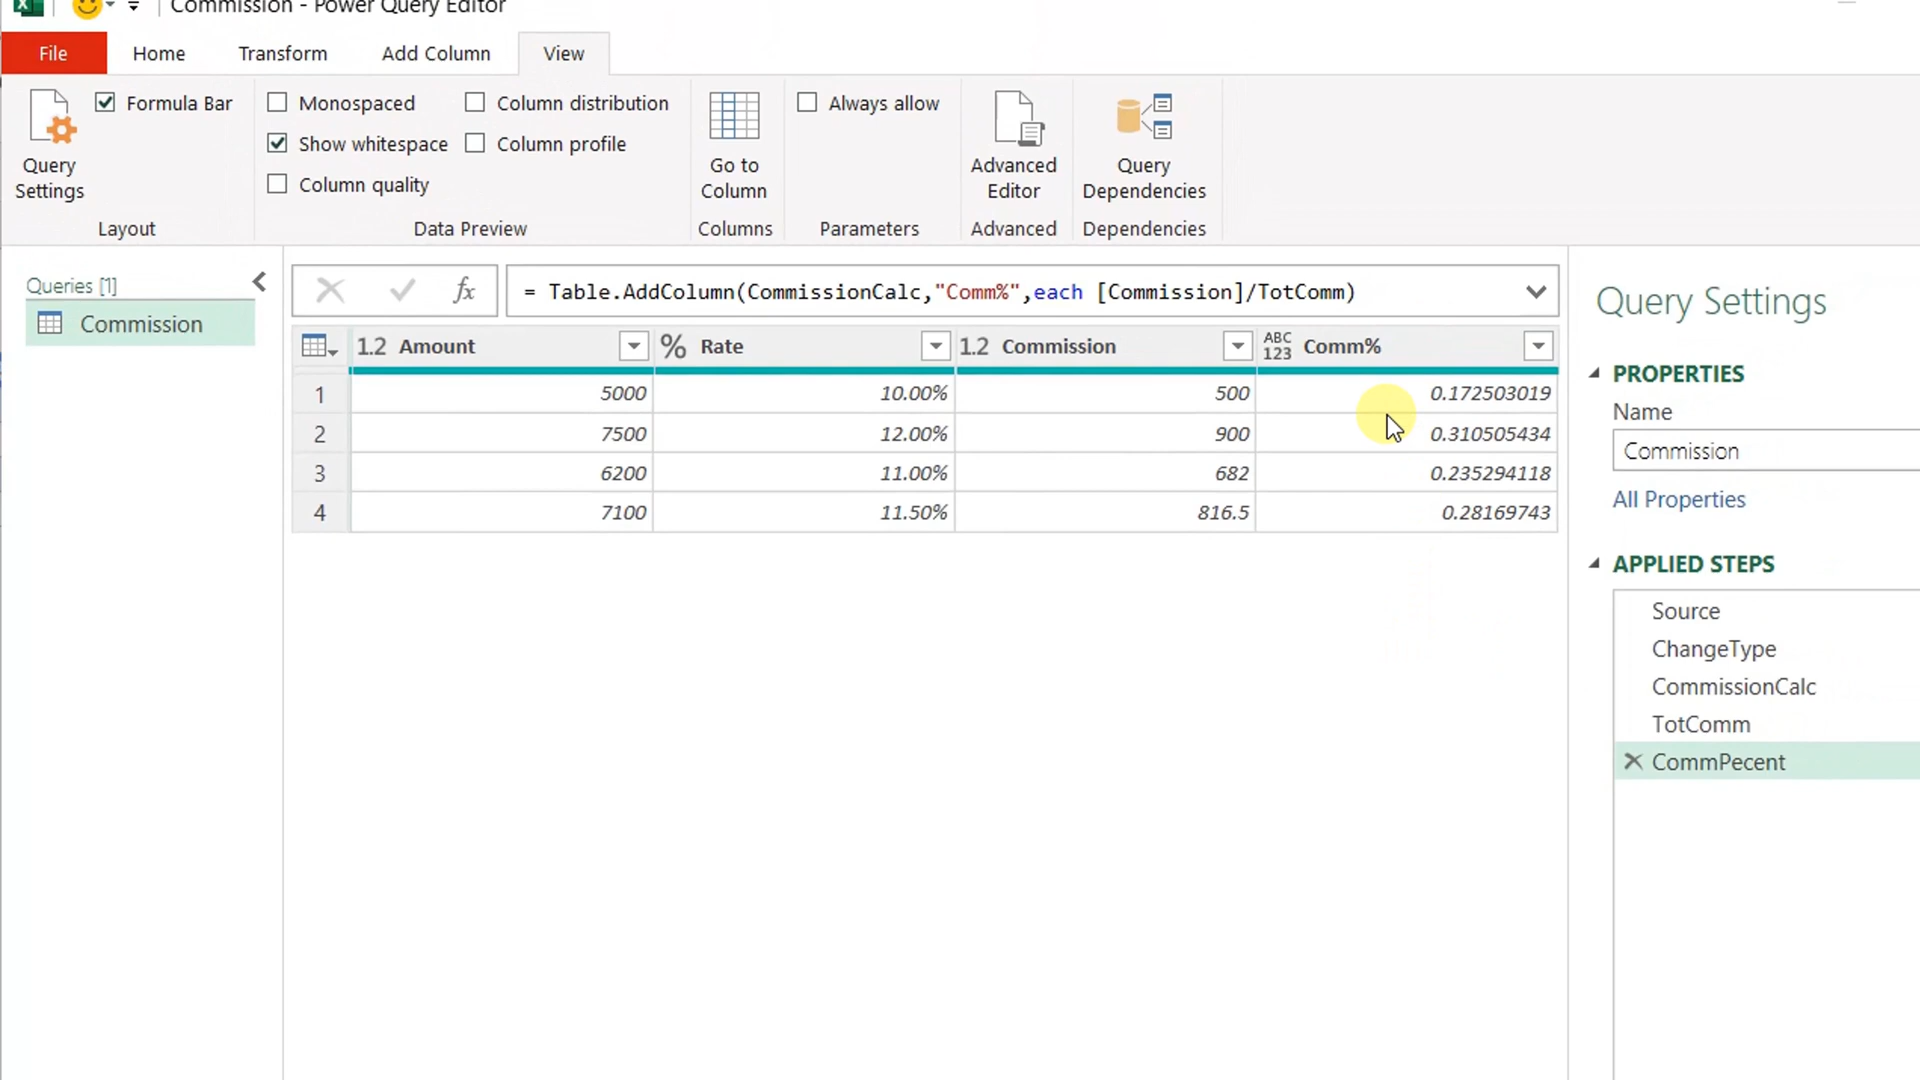 Commission - Power Query Editor
File Home Transform Add Column View
Formula Bar Monospaced Column distribution Always allow
Show whitespace Column profile
Query Settings Column quality Go to Column Advanced Editor Query Dependencies
Layout Data Preview Columns Parameters Advanced Dependencies
Queries [1]
Commission
fx = Table.AddColumn(CommissionCalc,"Comm%",each [Commission]/TotComm)
1.2 Amount % Rate 1.2 Commission ABC 123 Comm%
1 5000 10.00% 500 0.172503019
2 7500 12.00% 900 0.310505434
3 6200 11.00% 682 0.235294118
4 7100 11.50% 816.5 0.28169743
Query Settings
PROPERTIES
Name
Commission
All Properties
APPLIED STEPS
Source
ChangeType
CommissionCalc
TotComm
CommPecent